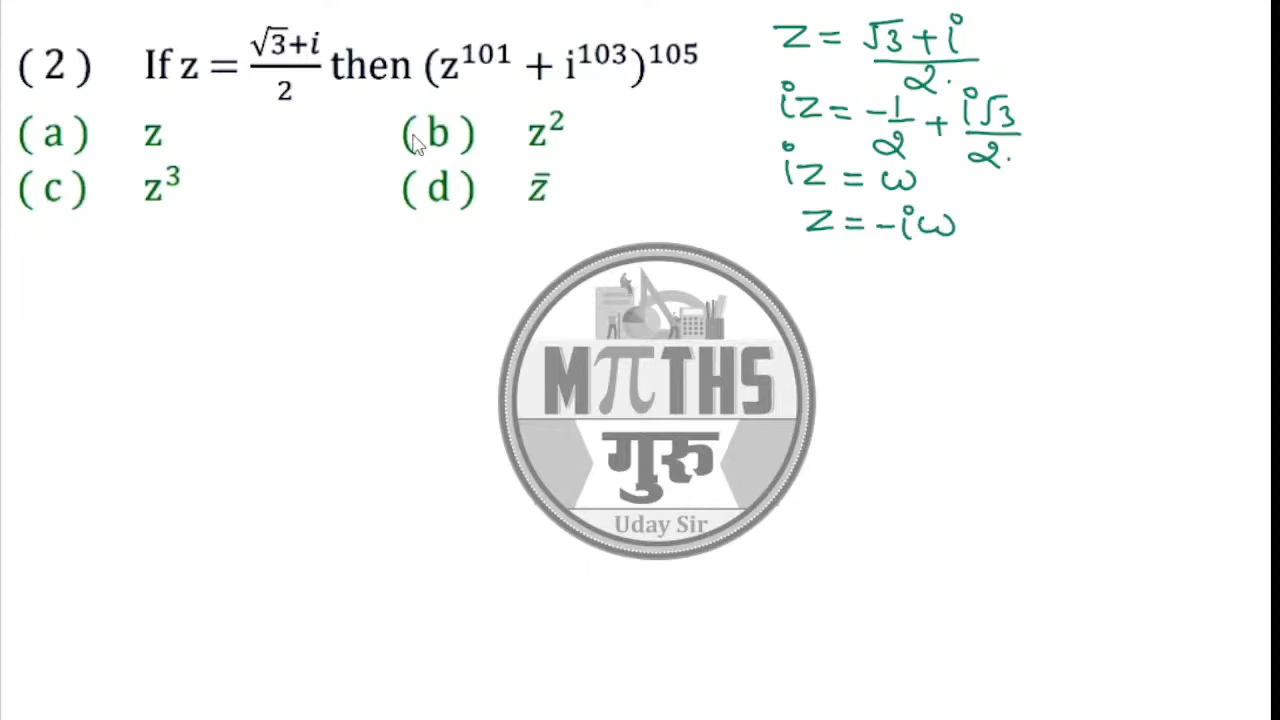 ( 2 ) If z = (√3+i)/2 then (z¹⁰¹ + i¹⁰³)¹⁰⁵
( a ) z ( b ) z²
( c ) z³ ( d ) z̄
z = (√3 + i)/2.
iz = -1/2 + i√3/2.
iz = ω
z = -iω
MπTHS
गुरु
Uday Sir